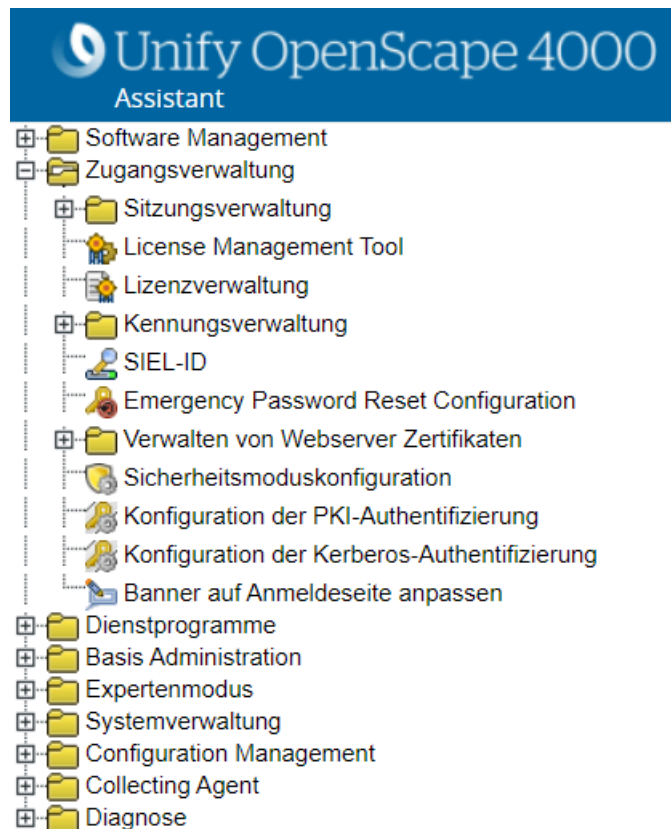 Unify OpenScape 4000
Assistant
Software Management
Zugangsverwaltung
Sitzungsverwaltung
License Management Tool
Lizenzverwaltung
Kennungsverwaltung
SIEL-ID
Emergency Password Reset Configuration
Verwalten von Webserver Zertifikaten
Sicherheitsmoduskonfiguration
Konfiguration der PKI-Authentifizierung
Konfiguration der Kerberos-Authentifizierung
Banner auf Anmeldeseite anpassen
Dienstprogramme
Basis Administration
Expertenmodus
Systemverwaltung
Configuration Management
Collecting Agent
Diagnose